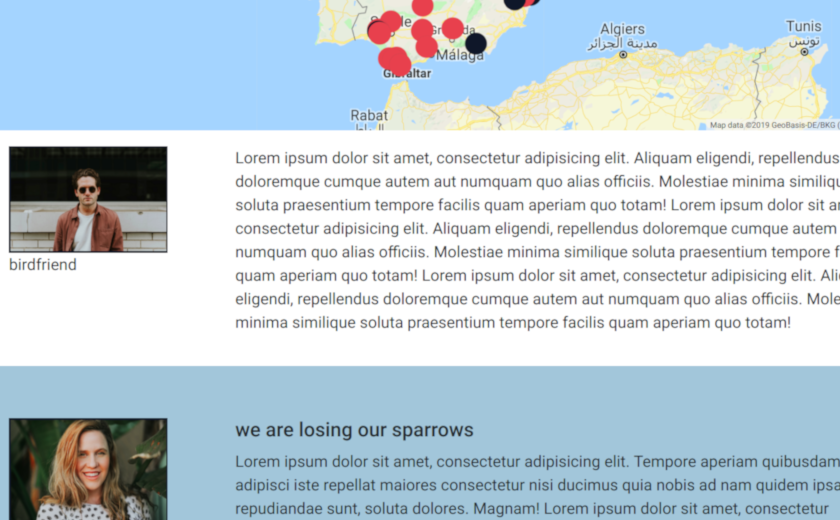 Algiers
مدينة الجزائر
Tunis
تونس
Málaga
Gibraltar
Rabat
Map data ©2019 GeoBasis-DE/BKG (
Lorem ipsum dolor sit amet, consectetur adipisicing elit. Aliquam eligendi, repellendus
doloremque cumque autem aut numquam quo alias officiis. Molestiae minima similiqu
soluta praesentium tempore facilis quam aperiam quo totam! Lorem ipsum dolor sit a
consectetur adipisicing elit. Aliquam eligendi, repellendus doloremque cumque autem
numquam quo alias officiis. Molestiae minima similique soluta praesentium tempore f
quam aperiam quo totam! Lorem ipsum dolor sit amet, consectetur adipisicing elit. Ali
eligendi, repellendus doloremque cumque autem aut numquam quo alias officiis. Mole
minima similique soluta praesentium tempore facilis quam aperiam quo totam!
birdfriend
we are losing our sparrows
Lorem ipsum dolor sit amet, consectetur adipisicing elit. Tempore aperiam quibusdam
adipisci iste repellat maiores consectetur nisi ducimus quia nobis ad nam quidem ipsa
repudiandae sunt, soluta dolores. Magnam! Lorem ipsum dolor sit amet, consectetur